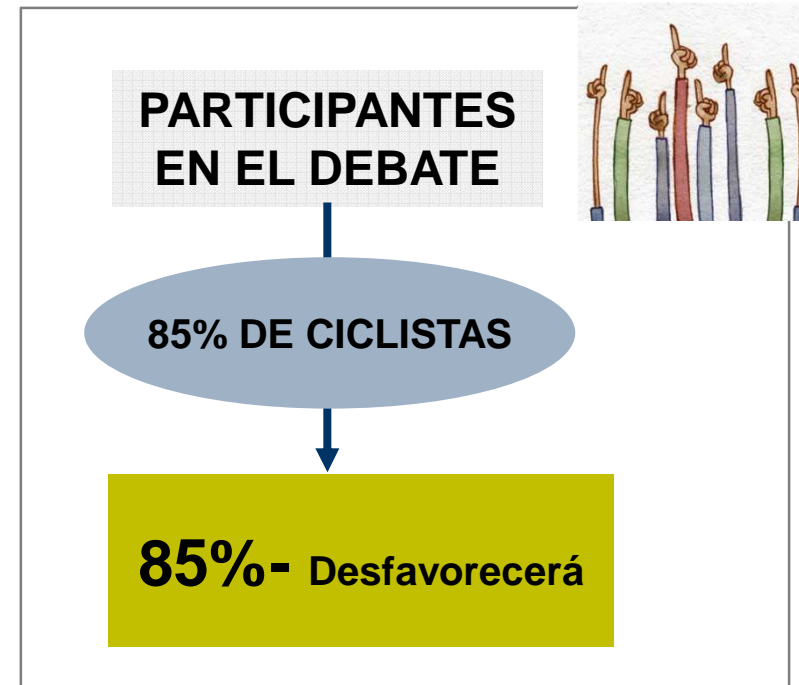 PARTICIPANTES
EN EL DEBATE
85% DE CICLISTAS
85%- Desfavorecerá